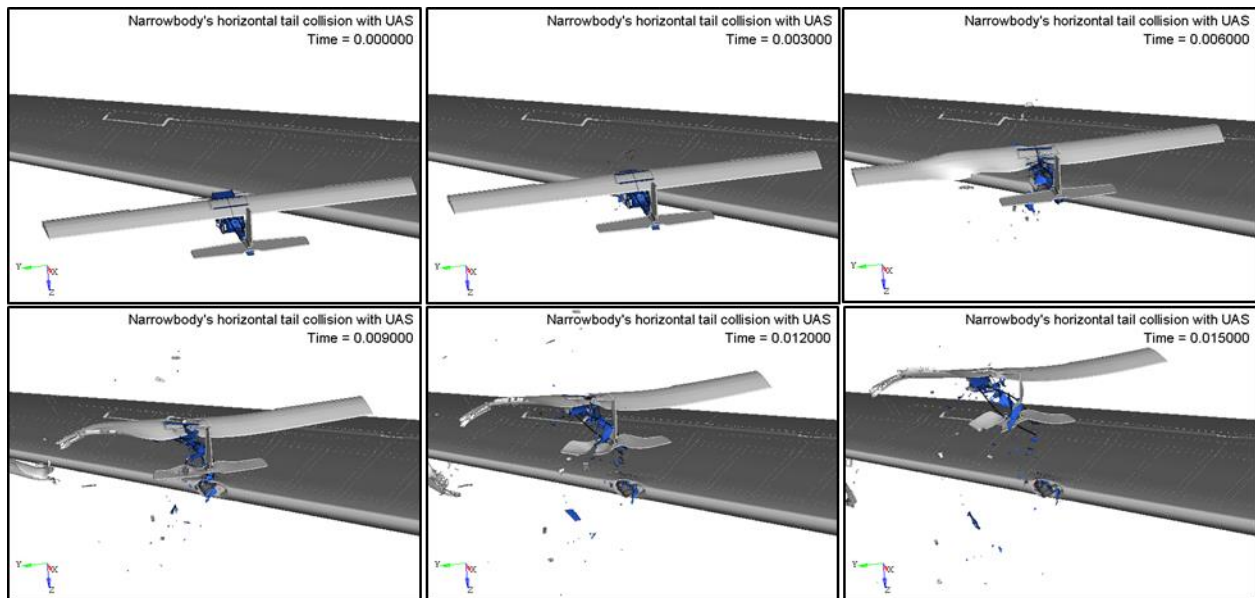 Narrowbody's horizontal tail collision with UAS
Time = 0.000000
Y
X
Z
Narrowbody's horizontal tail collision with UAS
Time = 0.003000
Y
X
Z
Narrowbody's horizontal tail collision with UAS
Time = 0.006000
Y
X
Z
Narrowbody's horizontal tail collision with UAS
Time = 0.009000
Y
X
Z
Narrowbody's horizontal tail collision with UAS
Time = 0.012000
Y
X
Z
Narrowbody's horizontal tail collision with UAS
Time = 0.015000
Y
X
Z